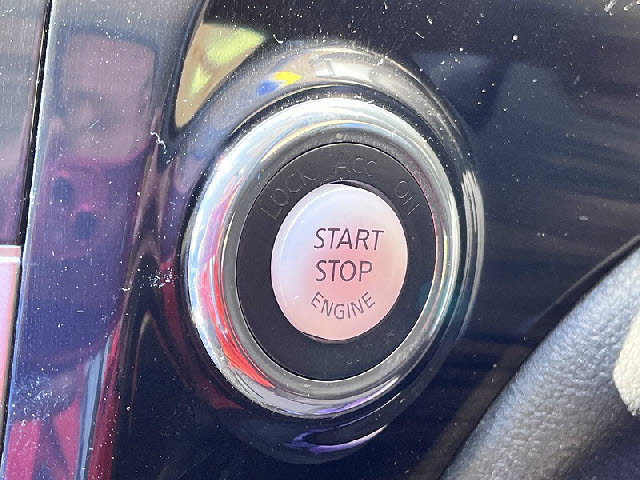 LOCK ACC ON
START
STOP
ENGINE